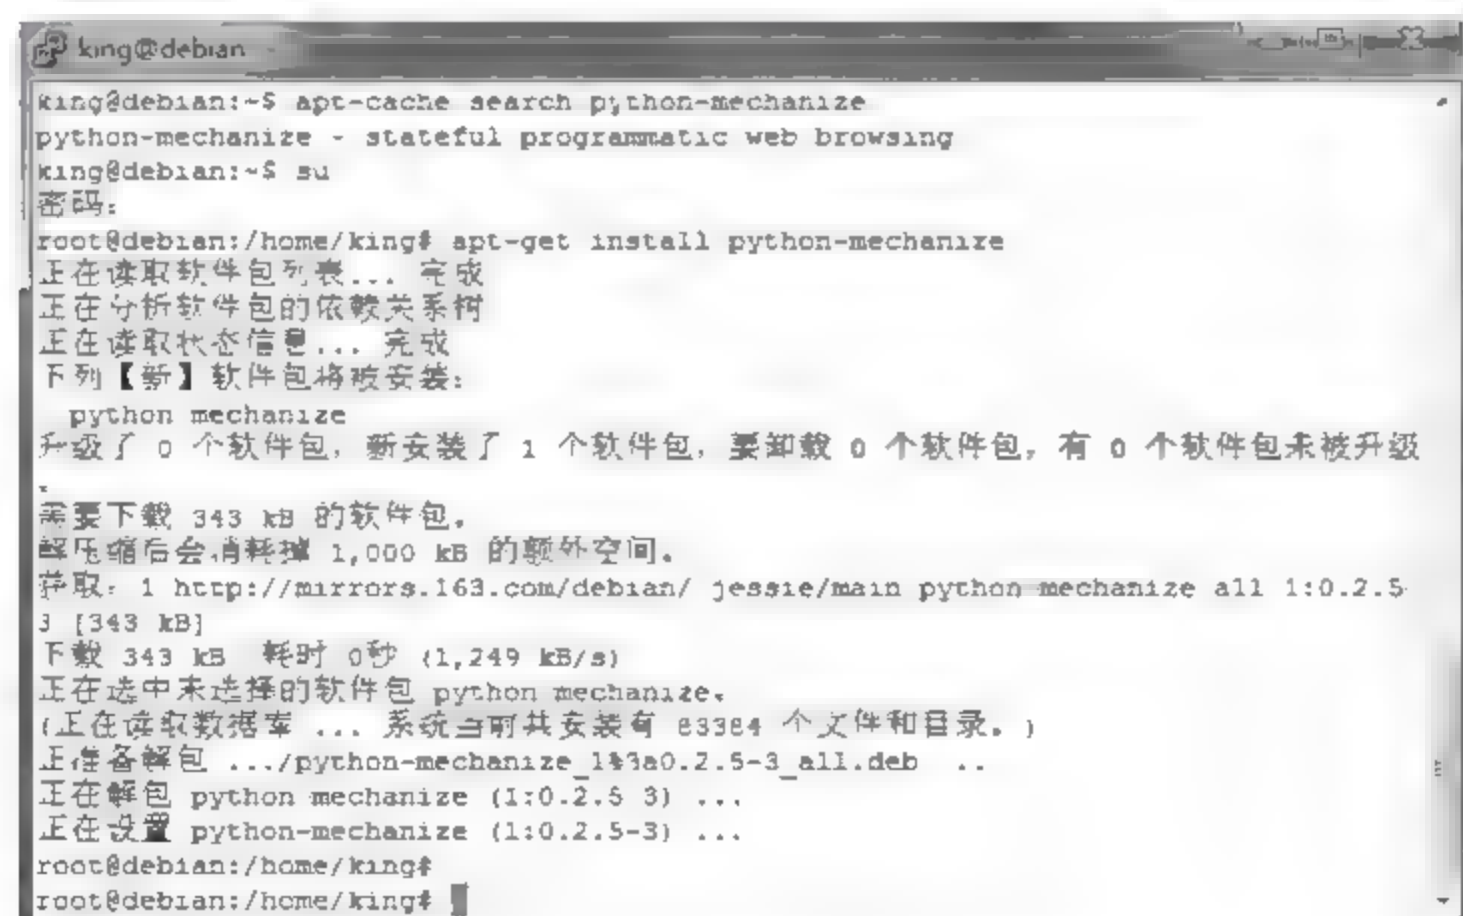 king@debian: ~
king@debian:~$ apt-cache search python-mechanize
python-mechanize - stateful programmatic web browsing
king@debian:~$ su
密码：
root@debian:/home/king# apt-get install python-mechanize
正在读取软件包列表... 完成
正在分析软件包的依赖关系树
正在读取状态信息... 完成
下列【新】软件包将被安装：
python mechanize
升级了 0 个软件包，新安装了 1 个软件包，要卸载 0 个软件包，有 0 个软件包未被升级
。
需要下载 343 kB 的软件包。
解压缩后会消耗掉 1,000 kB 的额外空间。
获取：1 http://mirrors.163.com/debian/ jessie/main python-mechanize all 1:0.2.5-
3 [343 kB]
下载 343 kB，耗时 0秒 (1,249 kB/s)
正在选中未选择的软件包 python mechanize。
(正在读取数据库 ... 系统当前共安装有 83384 个文件和目录。)
正准备解包 .../python-mechanize_1%3a0.2.5-3_all.deb ...
正在解包 python mechanize (1:0.2.5 3) ...
正在设置 python-mechanize (1:0.2.5-3) ...
root@debian:/home/king#
root@debian:/home/king#